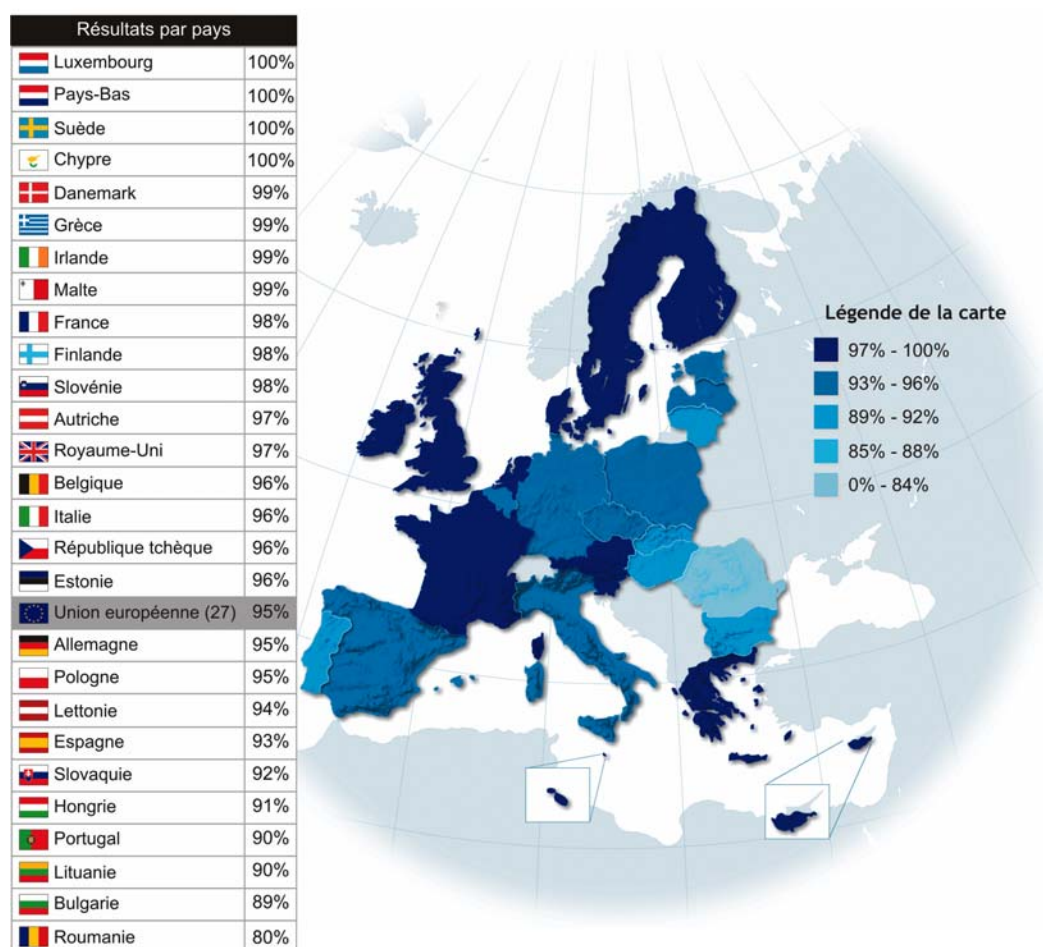 Résultats par pays
Luxembourg 100%
Pays-Bas 100%
Suède 100%
Chypre 100%
Danemark 99%
Grèce 99%
Irlande 99%
Malte 99%
France 98%
Finlande 98%
Slovénie 98%
Autriche 97%
Royaume-Uni 97%
Belgique 96%
Italie 96%
République tchèque 96%
Estonie 96%
Union européenne (27) 95%
Allemagne 95%
Pologne 95%
Lettonie 94%
Espagne 93%
Slovaquie 92%
Hongrie 91%
Portugal 90%
Lituanie 90%
Bulgarie 89%
Roumanie 80%
Légende de la carte
97% - 100%
93% - 96%
89% - 92%
85% - 88%
0% - 84%